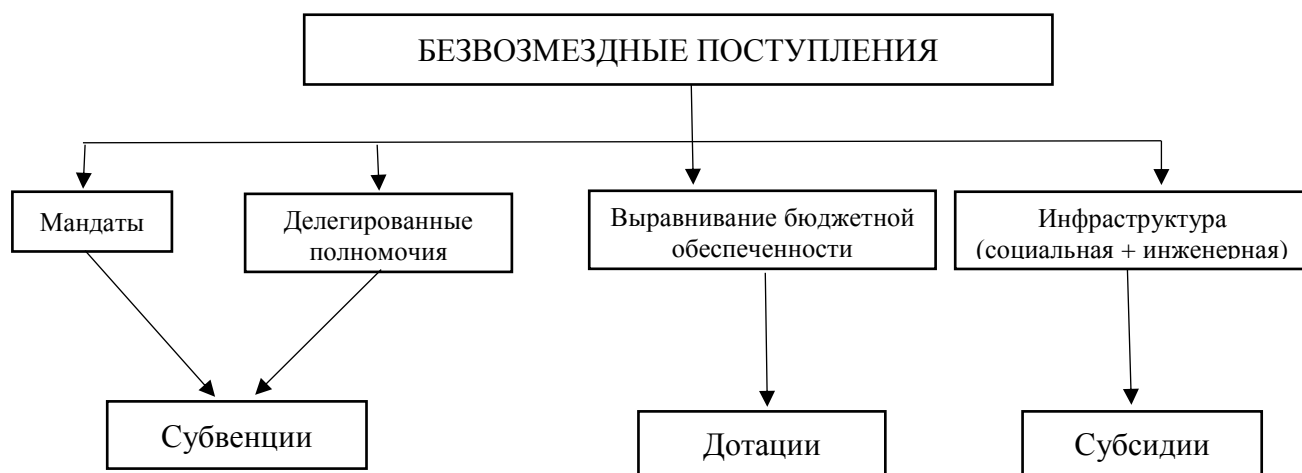 БЕЗВОЗМЕЗДНЫЕ ПОСТУПЛЕНИЯ
Мандаты
Делегированные
полномочия
Выравнивание бюджетной
обеспеченности
Инфраструктура
(социальная + инженерная)
Субвенции
Дотации
Субсидии